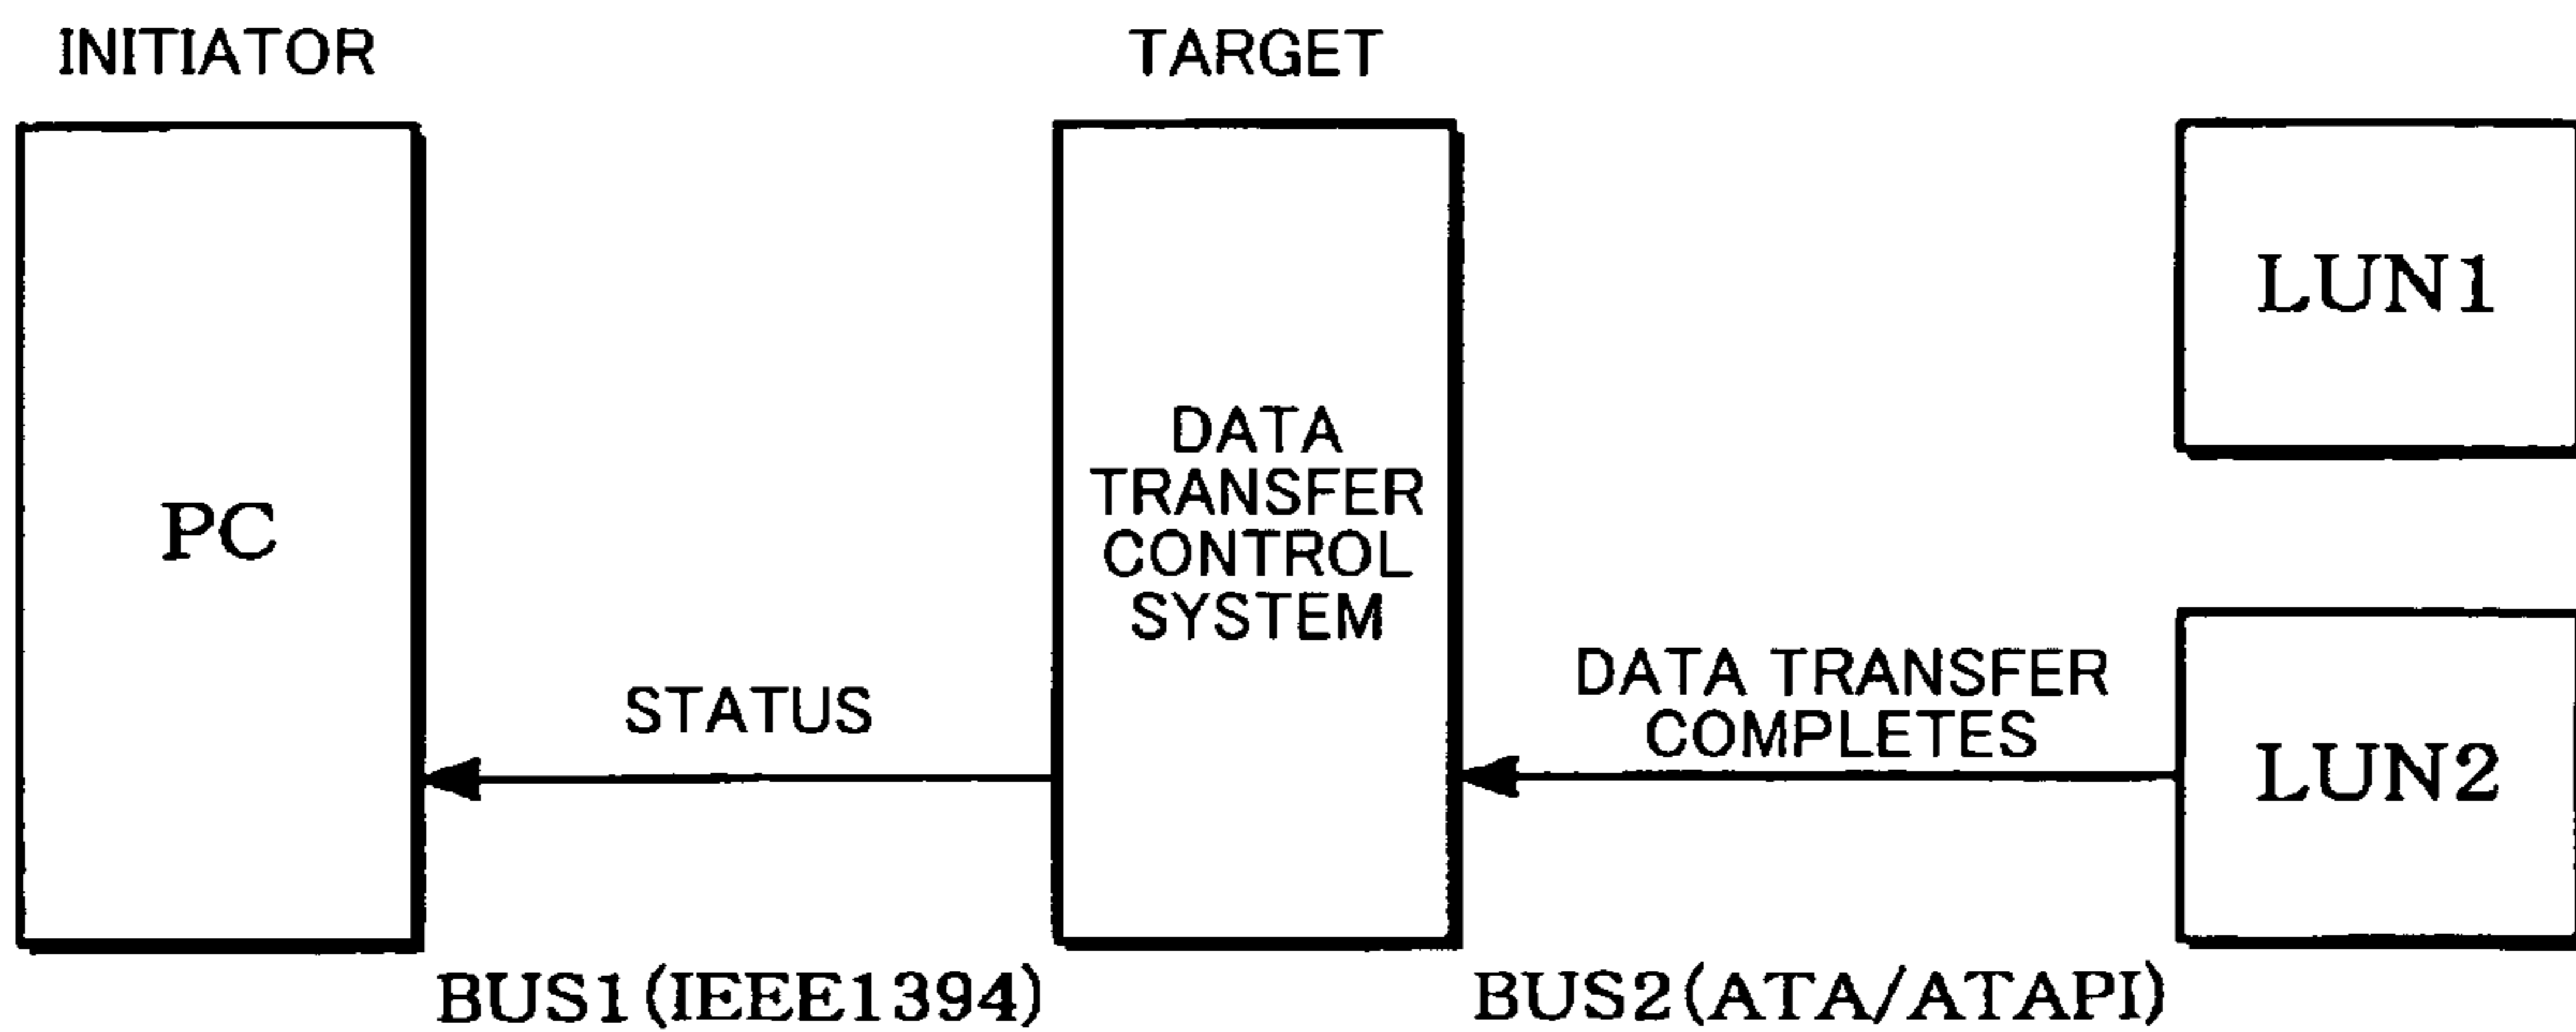 INITIATOR
TARGET
PC
DATA
TRANSFER
CONTROL
SYSTEM
LUN1
LUN2
STATUS
DATA TRANSFER
COMPLETES
BUS1(IEEE1394)
BUS2(ATA/ATAPI)